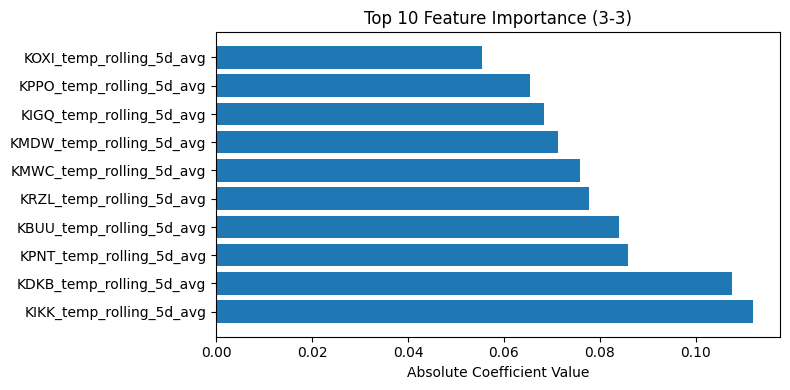 Top 10 Feature Importance (3-3)
KOXI_temp_rolling_5d_avg
KPPO_temp_rolling_5d_avg
KIGQ_temp_rolling_5d_avg
KMDW_temp_rolling_5d_avg
KMWC_temp_rolling_5d_avg
KRZL_temp_rolling_5d_avg
KBUU_temp_rolling_5d_avg
KPNT_temp_rolling_5d_avg
KDKB_temp_rolling_5d_avg
KIKK_temp_rolling_5d_avg
0.00 0.02 0.04 0.06 0.08 0.10
Absolute Coefficient Value